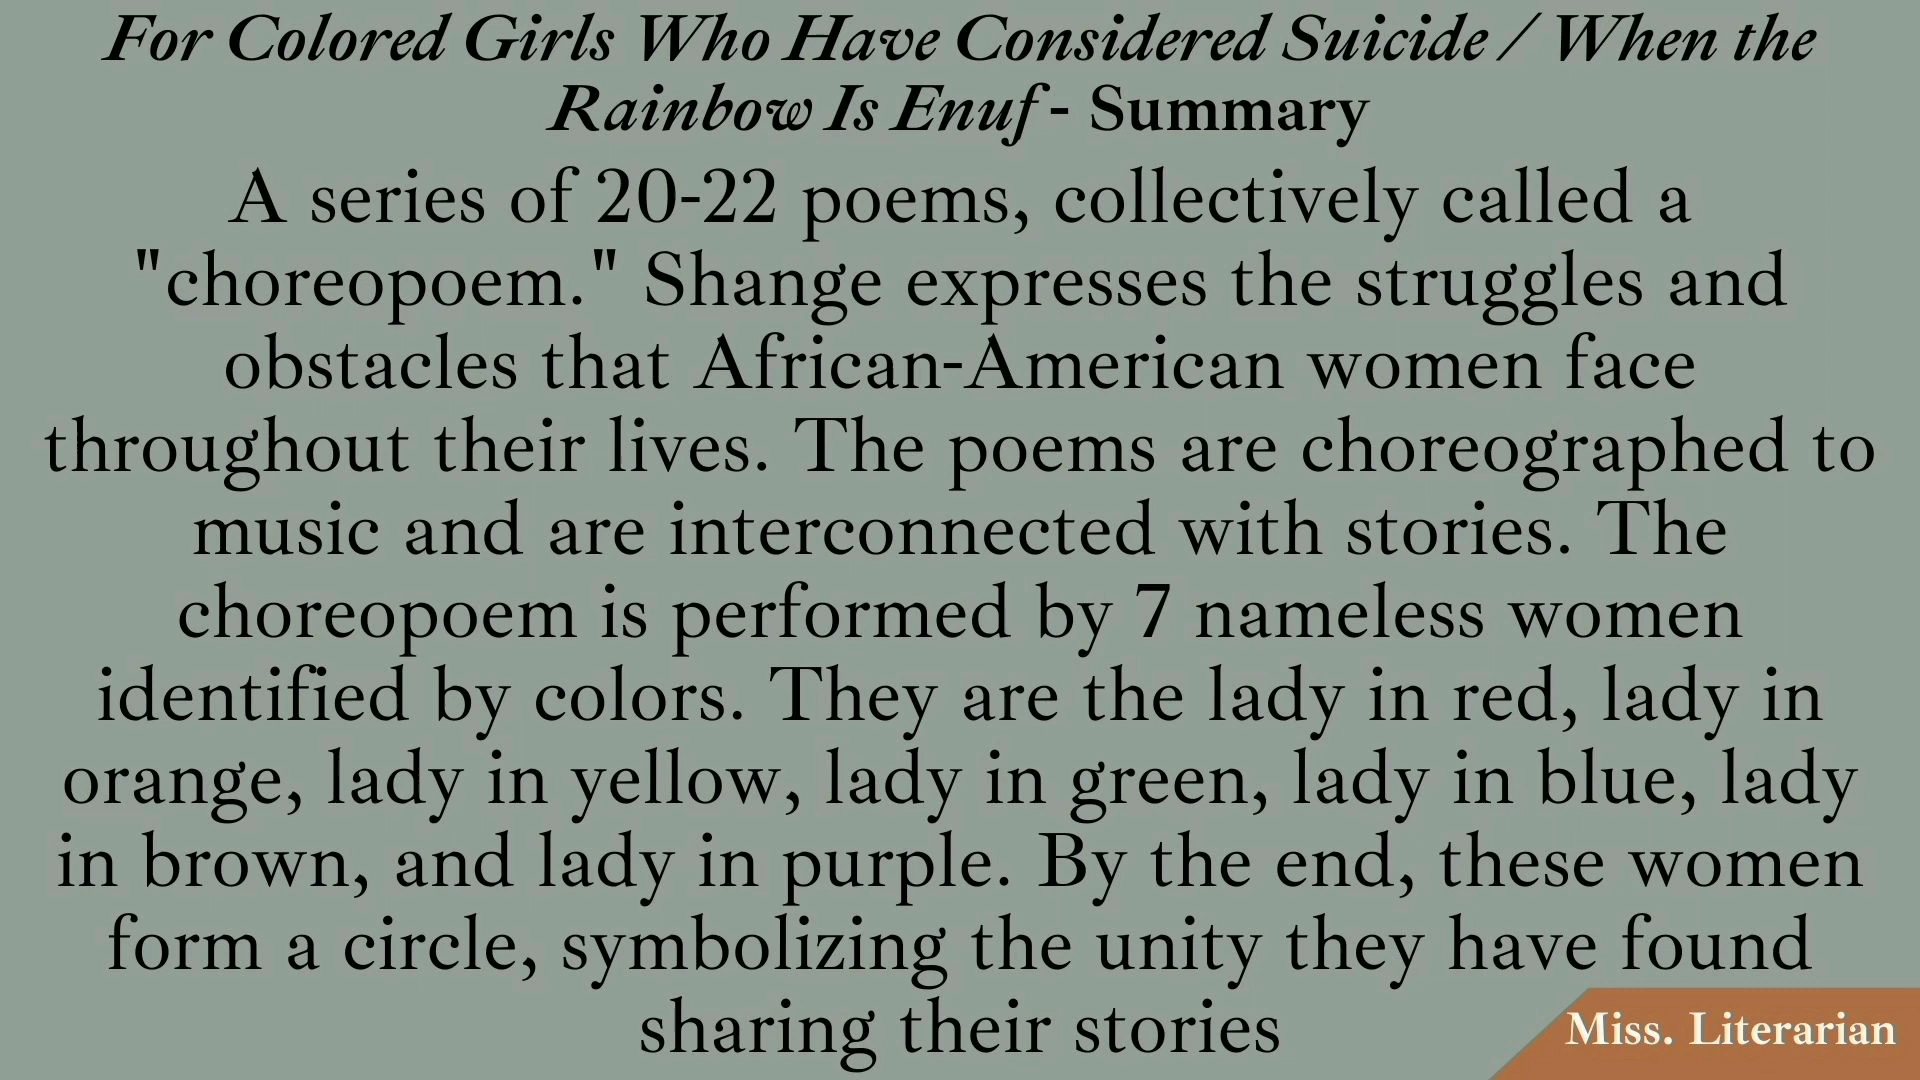 For Colored Girls Who Have Considered Suicide / When the
Rainbow Is Enuf - Summary
A series of 20-22 poems, collectively called a
"choreopoem." Shange expresses the struggles and
obstacles that African-American women face
throughout their lives. The poems are choreographed to
music and are interconnected with stories. The
choreopoem is performed by 7 nameless women
identified by colors. They are the lady in red, lady in
orange, lady in yellow, lady in green, lady in blue, lady
in brown, and lady in purple. By the end, these women
form a circle, symbolizing the unity they have found
sharing their stories
Miss. Literarian